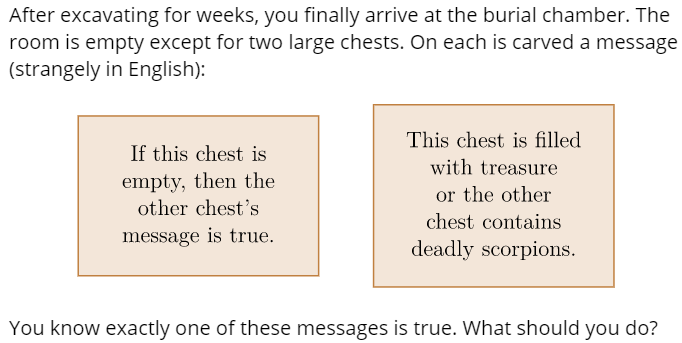 After excavating for weeks, you finally arrive at the burial chamber. The
room is empty except for two large chests. On each is carved a message
(strangely in English):
If this chest is
empty, then the
other chest's
message is true.
This chest is filled
with treasure
or the other
chest contains
deadly scorpions.
You know exactly one of these messages is true. What should you do?